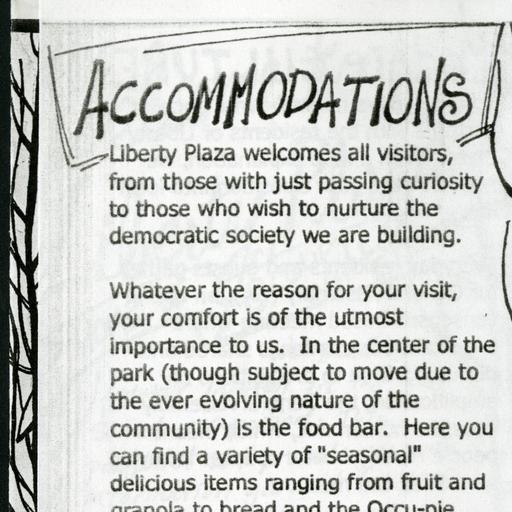 ACCOMMODATIONS
Liberty Plaza welcomes all visitors,
from those with just passing curiosity
to those who wish to nurture the
democratic society we are building.
Whatever the reason for your visit,
your comfort is of the utmost
importance to us.  In the center of the
park (though subject to move due to
the ever evolving nature of the
community) is the food bar.  Here you
can find a variety of "seasonal"
delicious items ranging from fruit and
granola to bread and the Occu-pie